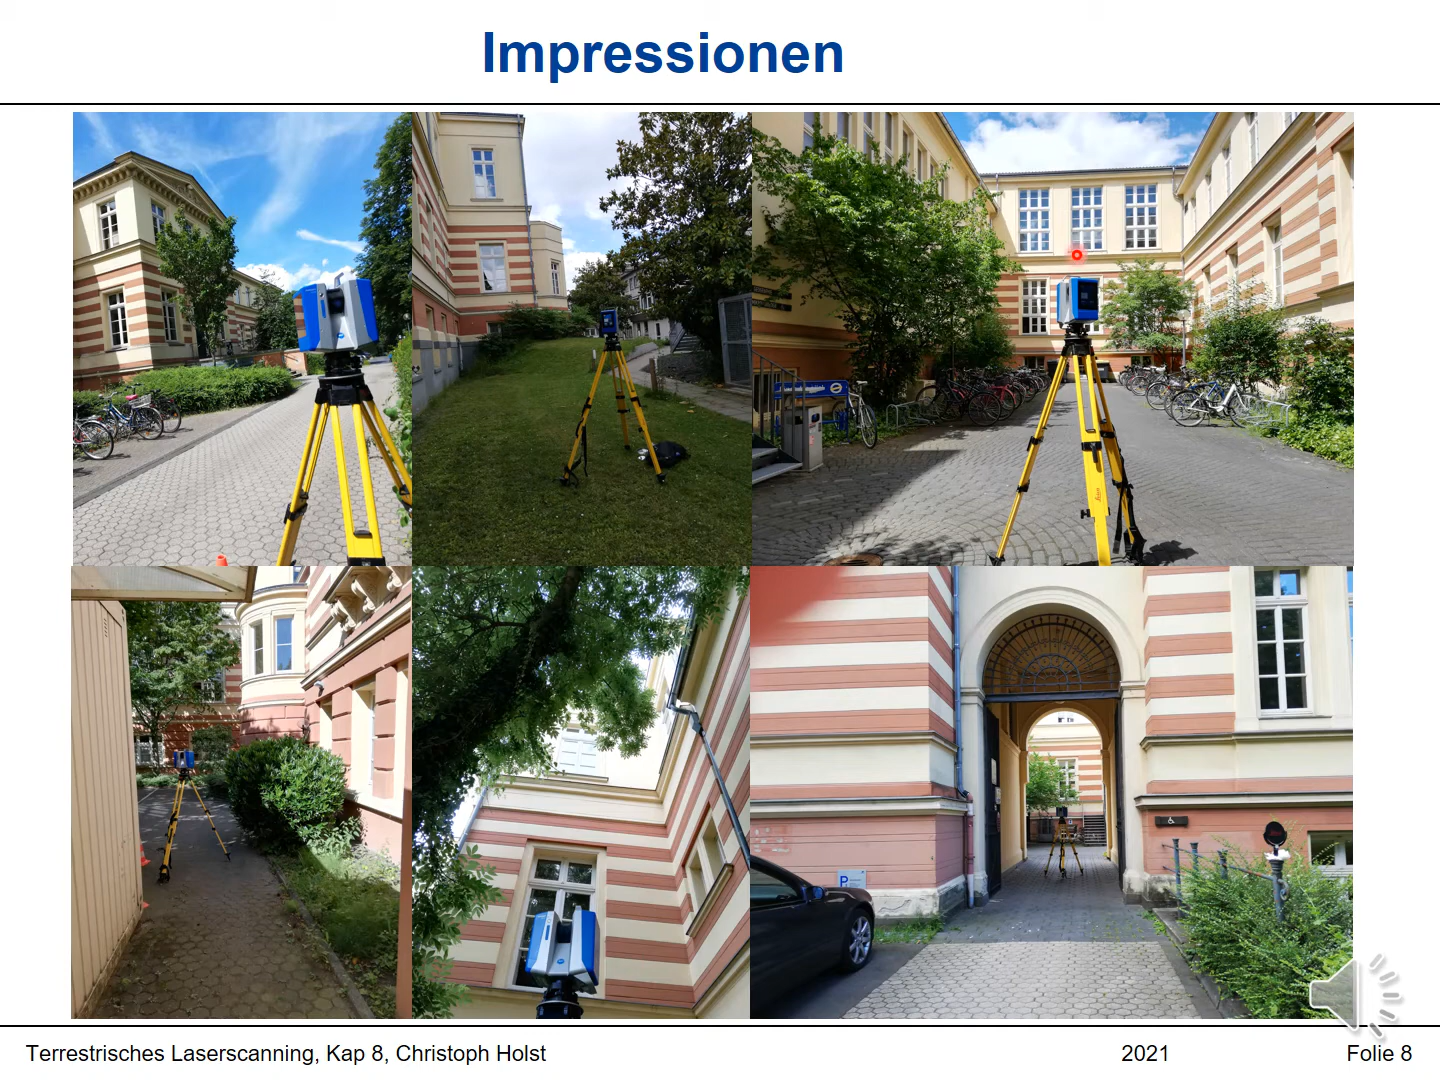 Impressionen
P
Terrestrisches Laserscanning, Kap 8, Christoph Holst
2021
Folie 8